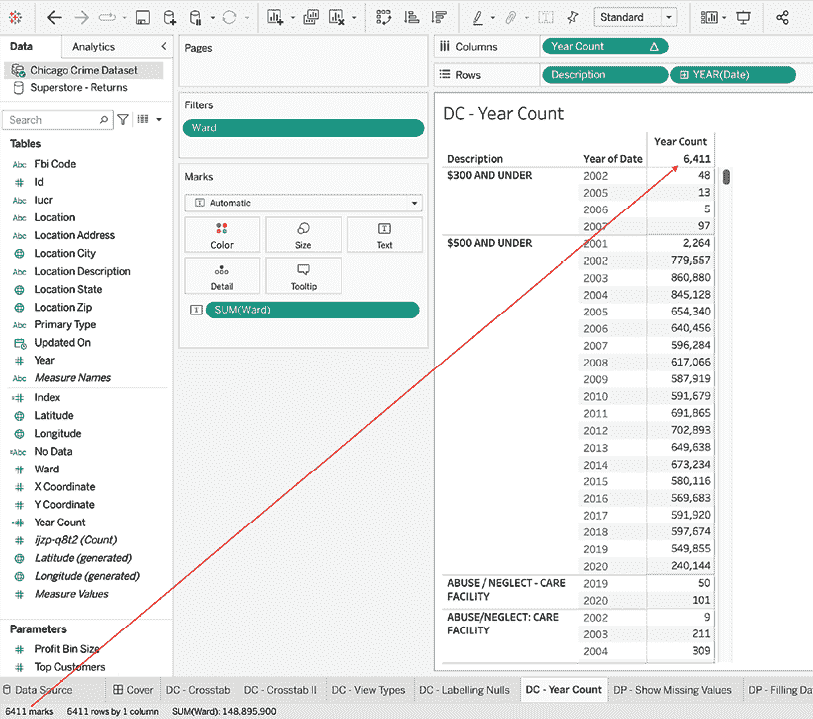 Standard
Data
Analytics
Chicago Crime Dataset
Superstore - Returns
Search
Tables
Abc Fbi Code
Id
Abc Iucr
Abc Location
Abc Location Address
Location City
Abc Location Description
Location State
Location Zip
Abc Primary Type
Updated On
Year
Abc Measure Names
Index
Latitude
Longitude
=Abc No Data
Ward
X Coordinate
Y Coordinate
Year Count
ijzp-q8t2 (Count)
Latitude (generated)
Longitude (generated)
Measure Values
Parameters
Profit Bin Size
Top Customers
Pages
Filters
Ward
Marks
Automatic
Color
Size
Text
Detail
Tooltip
SUM(Ward)
Columns
Year Count
Rows
Description
YEAR(Date)
DC - Year Count
Year Count
Description Year of Date 6,411
$300 AND UNDER 2002 48
2005 13
2006 5
2007 97
$500 AND UNDER 2001 2,264
2002 779,557
2003 860,880
2004 845,128
2005 654,340
2006 640,456
2007 596,284
2008 617,066
2009 587,919
2010 591,679
2011 691,865
2012 702,893
2013 649,638
2014 673,234
2015 580,116
2016 569,683
2017 591,920
2018 597,674
2019 549,855
2020 240,144
ABUSE / NEGLECT - CARE 2019 50
FACILITY 2020 101
ABUSE/NEGLECT: CARE 2002 9
FACILITY 2003 211
2004 309
Data Source Cover DC - Crosstab DC - Crosstab II DC - View Types DC - Labelling Nulls DC - Year Count DP - Show Missing Values DP - Filling Da
6411 marks 6411 rows by 1 column SUM(Ward): 148,895,900